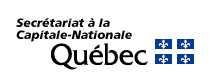 Secrétariat à la
Capitale-Nationale
Québec